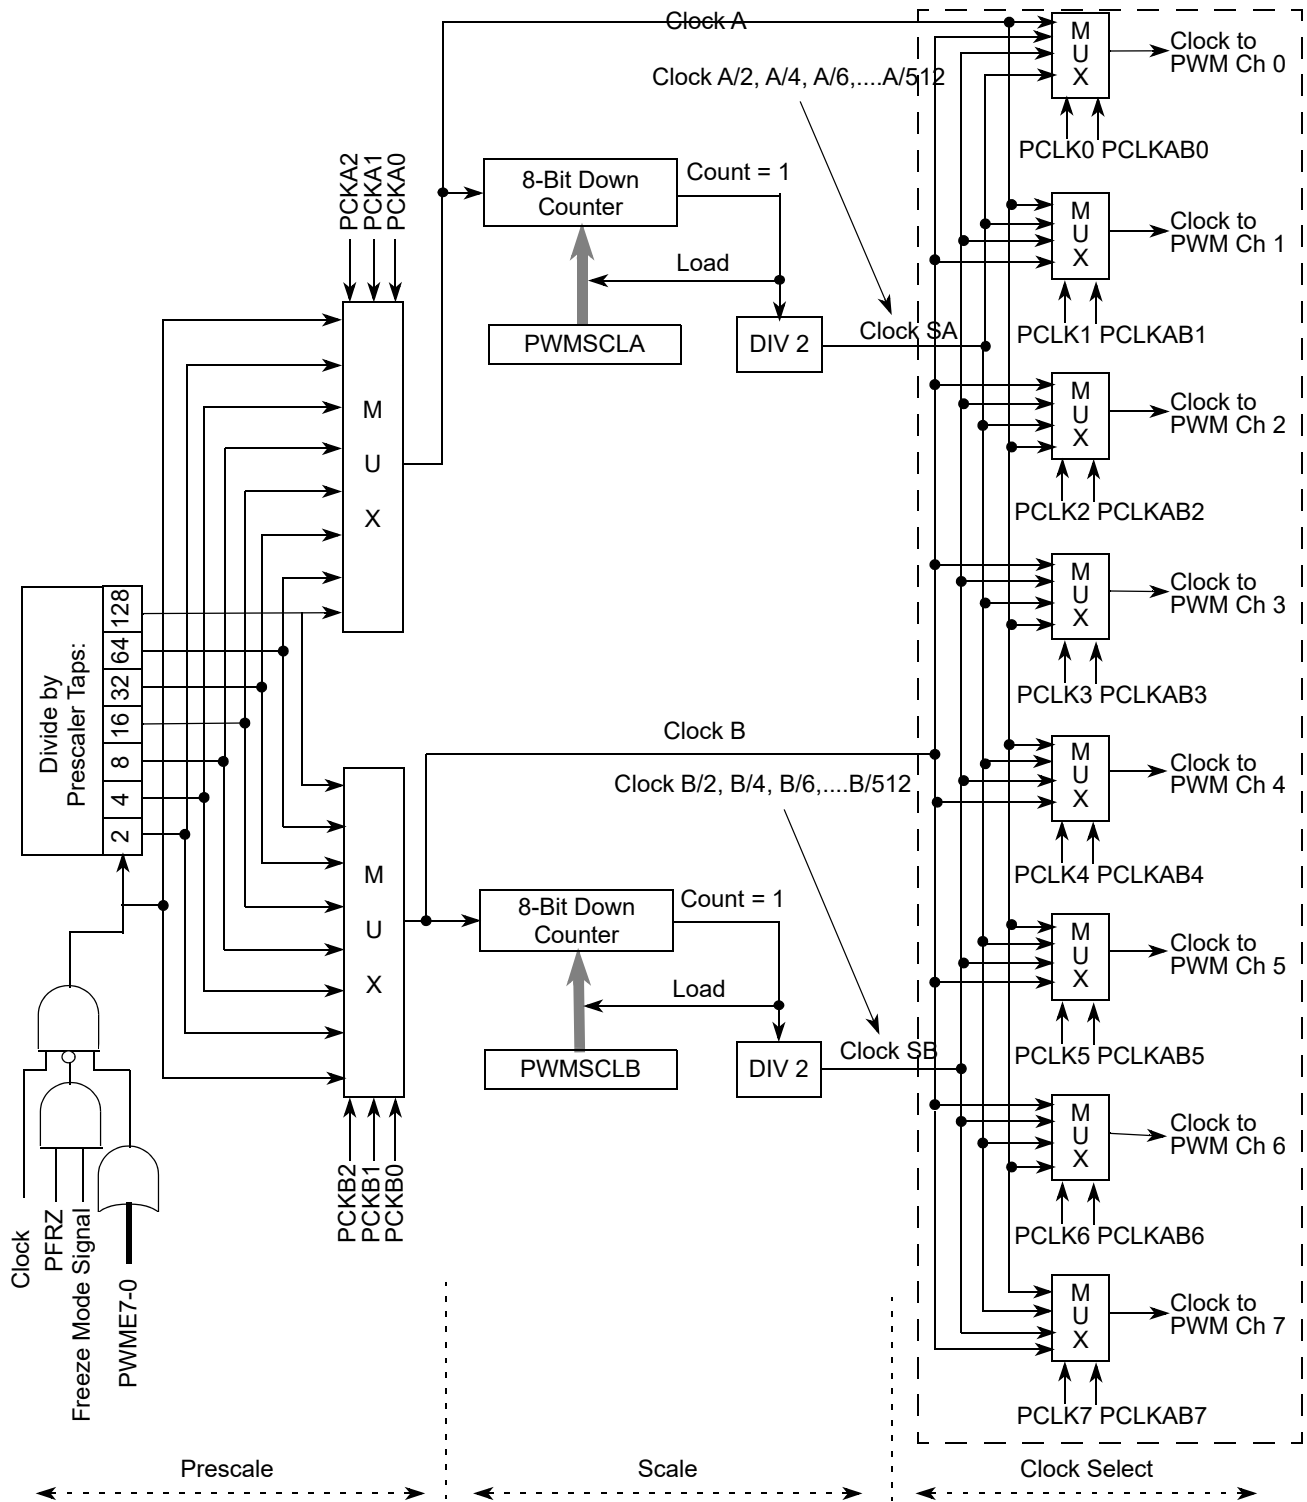 Clock A
Clock A/2, A/4, A/6,....A/512
PCKA2
PCKA1
PCKA0
8-Bit Down
Counter
Count = 1
Load
PWMSCLA
DIV 2
Clock SA
M
U
X
Divide by
Prescaler Taps:
128
64
32
16
8
4
2
Clock B
Clock B/2, B/4, B/6,....B/512
M
U
X
8-Bit Down
Counter
Count = 1
Load
PWMSCLB
DIV 2
Clock SB
PCKB2
PCKB1
PCKB0
Clock
PFRZ
Freeze Mode Signal
PWME7-0
M
U
X
Clock to
PWM Ch 0
PCLK0 PCLKAB0
M
U
X
Clock to
PWM Ch 1
PCLK1 PCLKAB1
M
U
X
Clock to
PWM Ch 2
PCLK2 PCLKAB2
M
U
X
Clock to
PWM Ch 3
PCLK3 PCLKAB3
M
U
X
Clock to
PWM Ch 4
PCLK4 PCLKAB4
M
U
X
Clock to
PWM Ch 5
PCLK5 PCLKAB5
M
U
X
Clock to
PWM Ch 6
PCLK6 PCLKAB6
M
U
X
Clock to
PWM Ch 7
PCLK7 PCLKAB7
Prescale
Scale
Clock Select